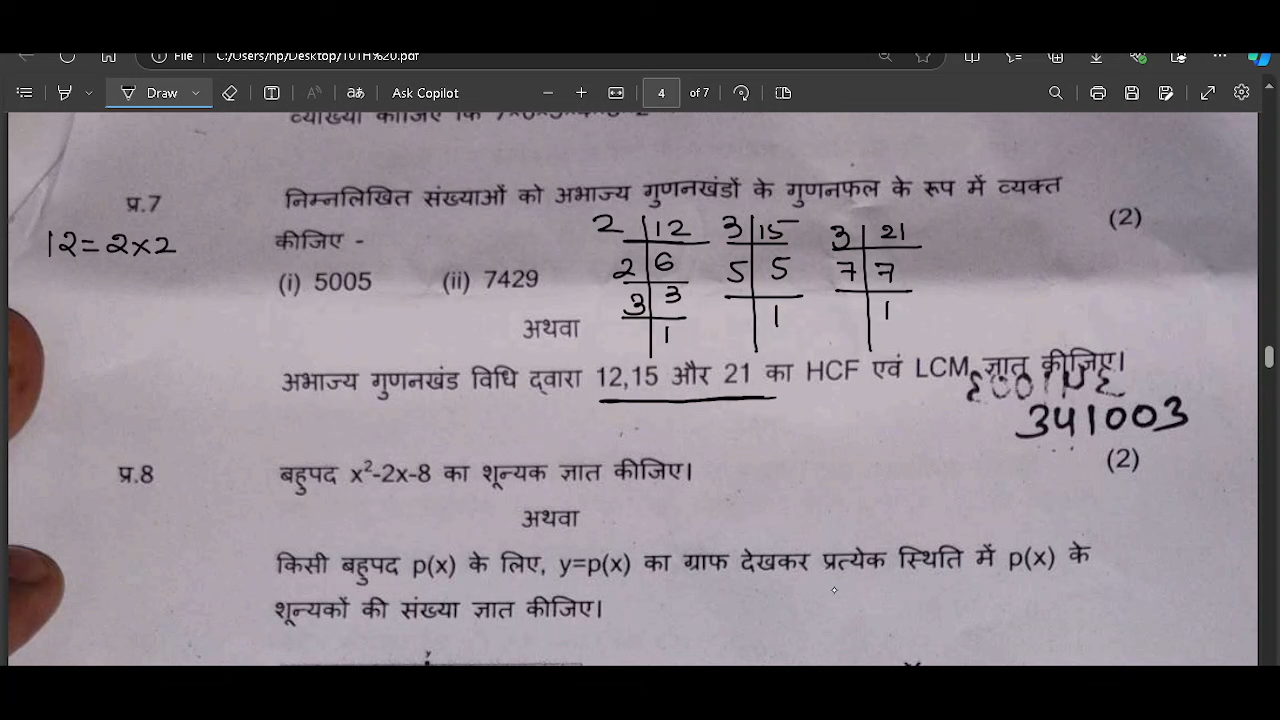 File C:/Users/np/Desktop/10TH%20.pdf
Draw Ask Copilot 4 of 7
प्र.7 निम्नलिखित संख्याओं को अभाज्य गुणनखंडों के गुणनफल के रूप में व्यक्त (2)
12=2×2 कीजिए -
2 12 3 15 3 21
2 6 5 5 7 7
3 3 1 1
1
(i) 5005 (ii) 7429
अथवा
अभाज्य गुणनखंड विधि द्वारा 12,15 और 21 का HCF एवं LCM ज्ञात कीजिए।
341003
(2)
प्र.8 बहुपद x²-2x-8 का शून्यक ज्ञात कीजिए।
अथवा
किसी बहुपद p(x) के लिए, y=p(x) का ग्राफ देखकर प्रत्येक स्थिति में p(x) के
शून्यकों की संख्या ज्ञात कीजिए।